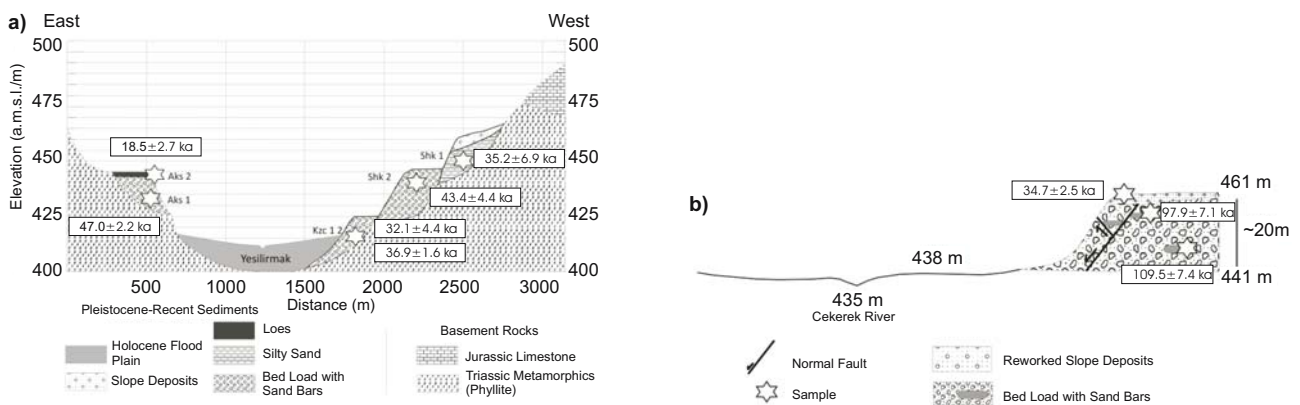 a)
East
West
500
500
475
475
450
450
425
425
400
400
Elevation (a.m.s.l./m)
18.5±2.7 ka
Aks 2
Aks 1
47.0±2.2 ka
Shk 1
35.2±6.9 ka
Shk 2
43.4±4.4 ka
Kzc 1 2
32.1±4.4 ka
36.9±1.6 ka
Yesilirmak
0
500
1000
1500
2000
2500
3000
Distance (m)
Pleistocene-Recent Sediments
Holocene Flood
Plain
Slope Deposits
Loes
Silty Sand
Bed Load with
Sand Bars
Basement Rocks
Jurassic Limestone
Triassic Metamorphics
(Phyllite)
b)
34.7±2.5 ka
461 m
97.9±7.1 ka
~20m
109.5±7.4 ka
441 m
438 m
435 m
Cekerek River
Normal Fault
Sample
Reworked Slope Deposits
Bed Load with Sand Bars